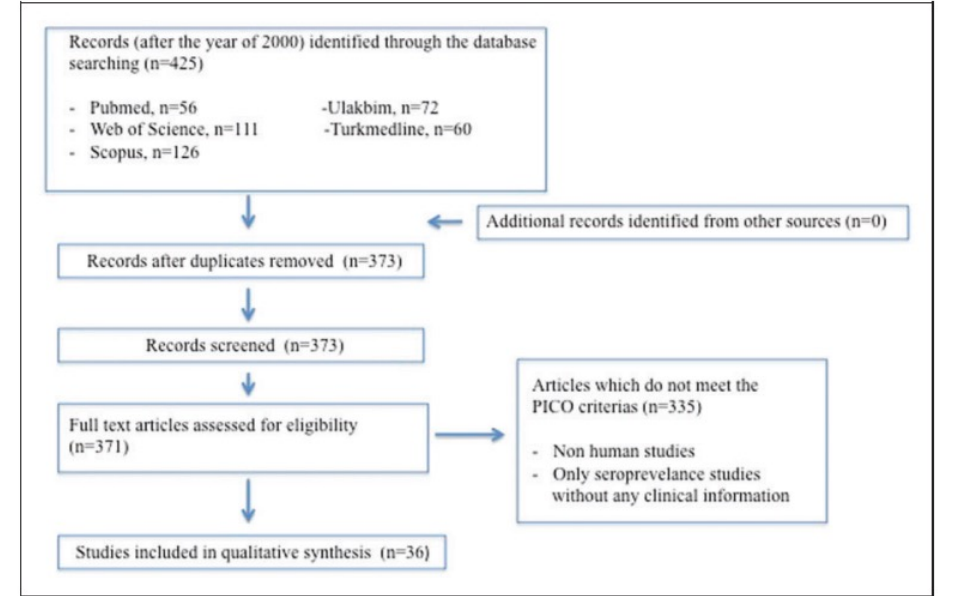 Records (after the year of 2000) identified through the database
searching (n=425)
- Pubmed, n=56
- Web of Science, n=111
- Scopus, n=126
-Ulakbim, n=72
-Turkmedline, n=60
Additional records identified from other sources (n=0)
Records after duplicates removed (n=373)
Records screened (n=373)
Full text articles assessed for eligibility
(n=371)
Articles which do not meet the
PICO criterias (n=335)
- Non human studies
- Only seroprevelance studies
without any clinical information
Studies included in qualitative synthesis (n=36)